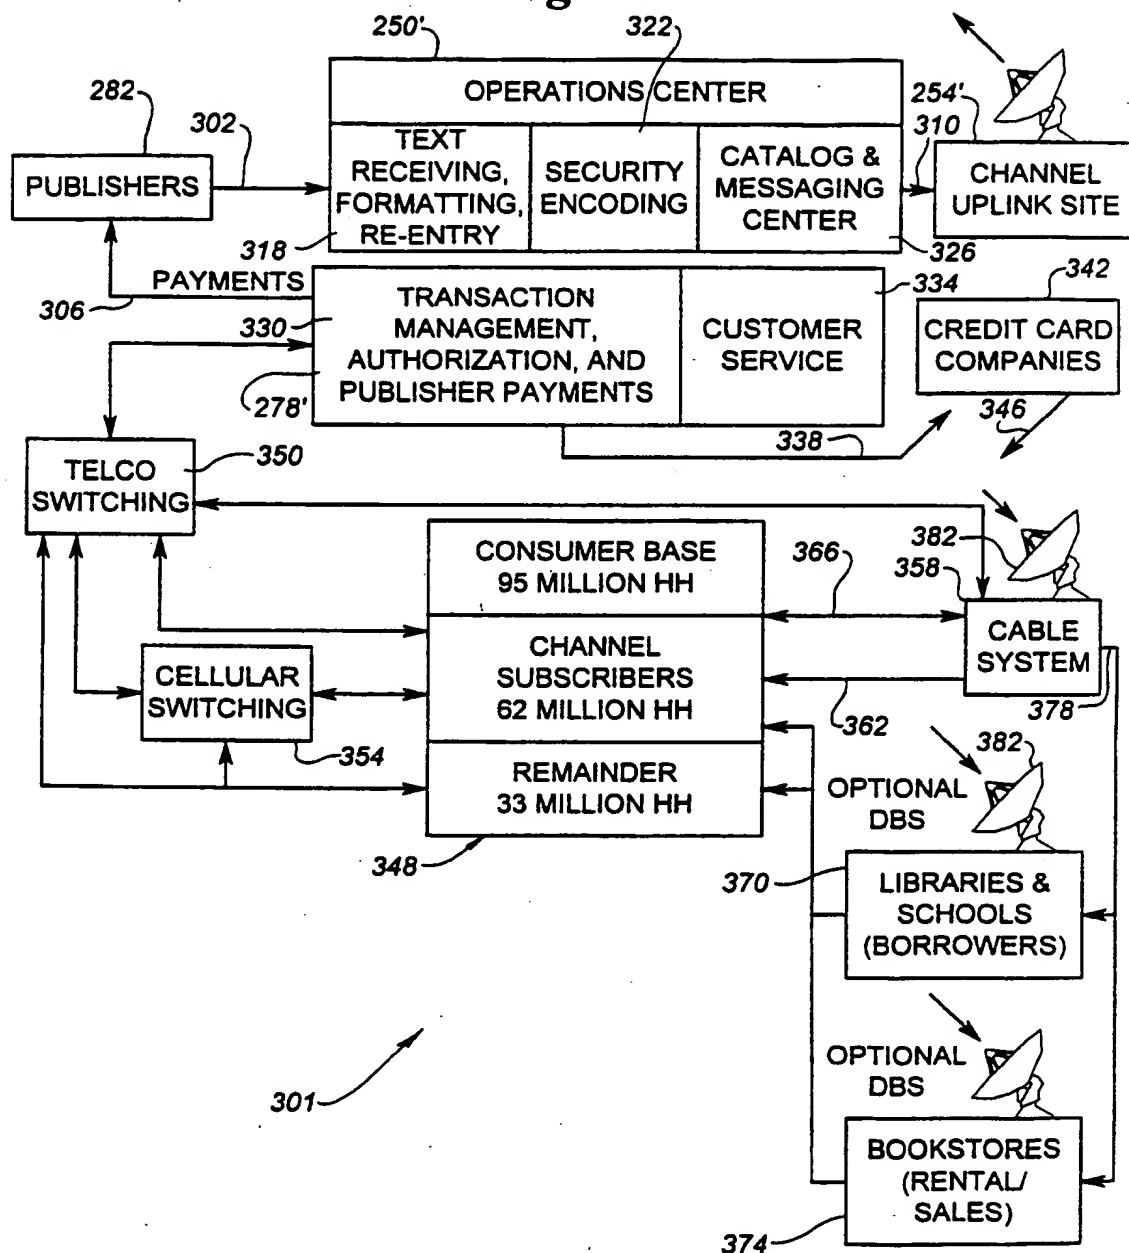 g
250'
322
282
302
OPERATIONS CENTER
254'
310
PUBLISHERS
TEXT
RECEIVING,
FORMATTING,
RE-ENTRY
318
SECURITY
ENCODING
CATALOG &
MESSAGING
CENTER
326
CHANNEL
UPLINK SITE
PAYMENTS
306
330
TRANSACTION
MANAGEMENT,
AUTHORIZATION, AND
PUBLISHER PAYMENTS
278'
334
CUSTOMER
SERVICE
342
CREDIT CARD
COMPANIES
346
338
TELCO
SWITCHING
350
CONSUMER BASE
95 MILLION HH
366
382
358
CABLE
SYSTEM
CHANNEL
SUBSCRIBERS
62 MILLION HH
CELLULAR
SWITCHING
354
362
378
REMAINDER
33 MILLION HH
348
382
OPTIONAL
DBS
370
LIBRARIES &
SCHOOLS
(BORROWERS)
301
OPTIONAL
DBS
BOOKSTORES
(RENTAL/
SALES)
374